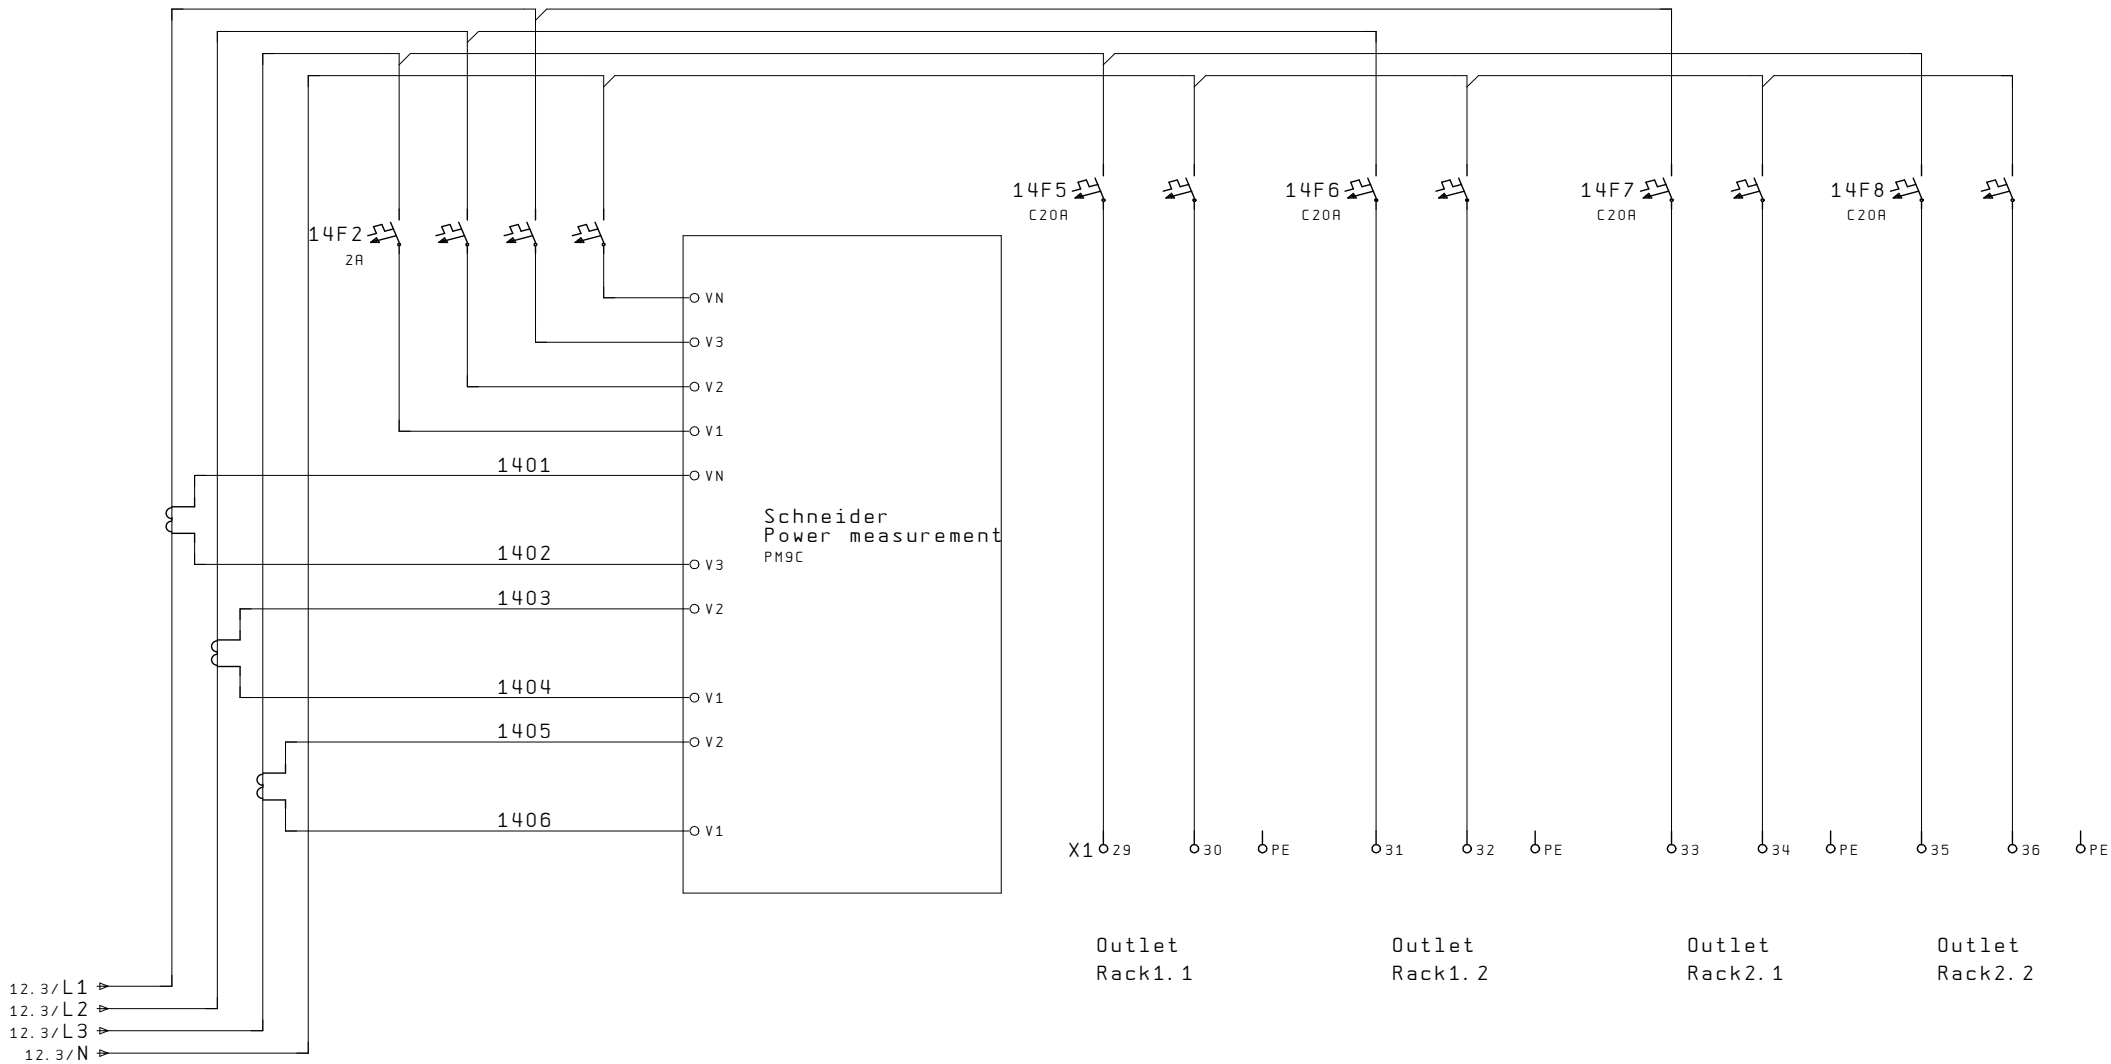 14F5
C20A
14F6
C20A
14F7
C20A
14F8
C20A
14F2
2A
VN
V3
V2
V1
1401
VN
Schneider
Power measurement
PM9C
1402
V3
1403
V2
1404
V1
1405
V2
1406
V1
X1 29 30 PE 31 32 PE 33 34 PE 35 36 PE
Outlet
Rack1.1
Outlet
Rack1.2
Outlet
Rack2.1
Outlet
Rack2.2
12.3/L1
12.3/L2
12.3/L3
12.3/N